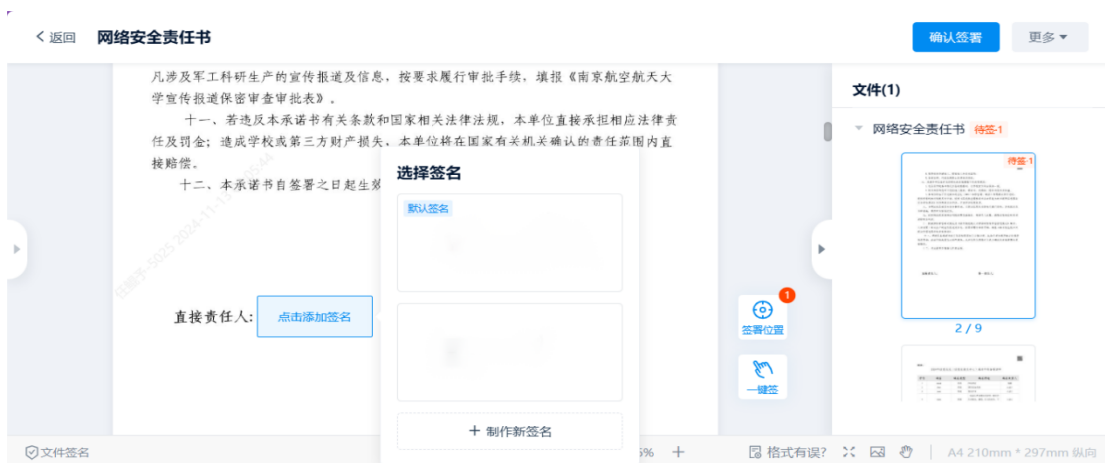 返回 网络安全责任书
确认签署 更多
凡涉及军工科研生产的宣传报道及信息，按要求履行审批手续，填报《南京航空航天大
学宣传报道保密审查审批表》。
十一、若违反本承诺书有关条款和国家相关法律法规，本单位直接承担相应法律责
任及罚金；造成学校或第三方财产损失，本单位将在国家有关机关确认的责任范围内直
接赔偿。
十二、本承诺书自签署之日起生效
直接责任人：
点击添加签名
选择签名
默认签名
制作新签名
1
签署位置
一键签
文件(1)
网络安全责任书 待签·1
待签·1
2 / 9
文件签名
%
格式有误?
A4 210mm * 297mm 纵向